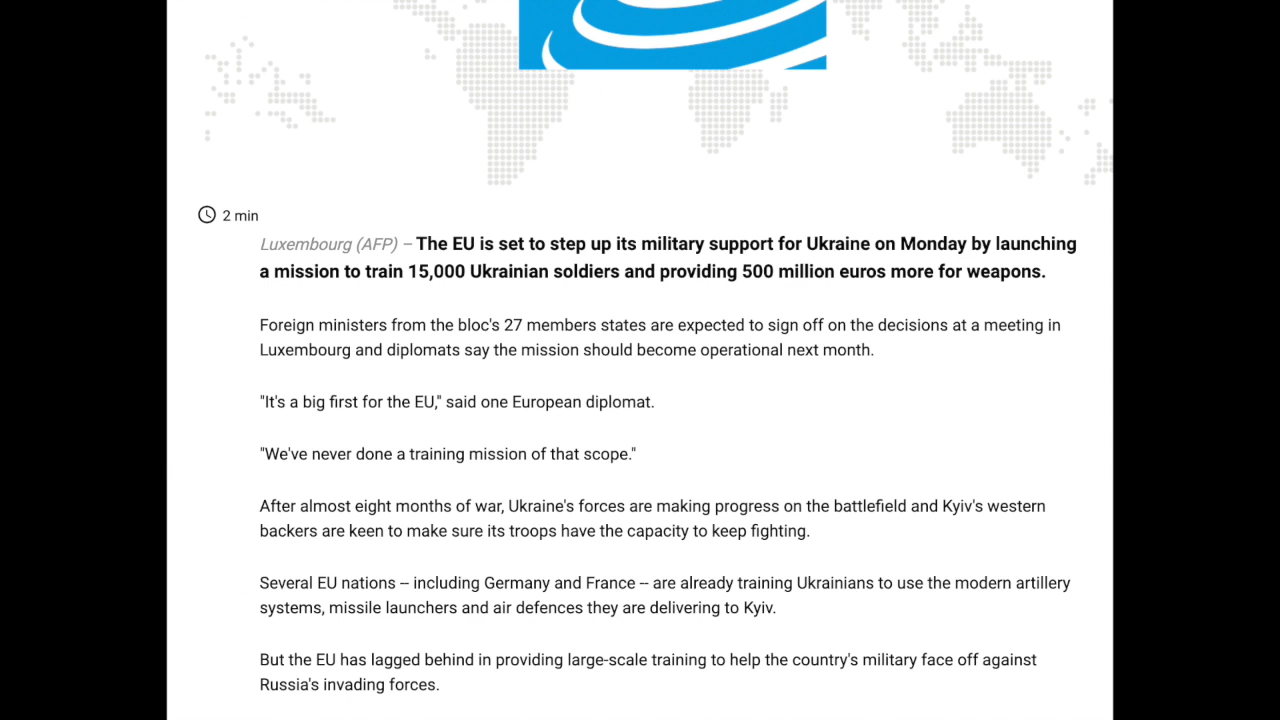 2 min
Luxembourg (AFP) – The EU is set to step up its military support for Ukraine on Monday by launching
a mission to train 15,000 Ukrainian soldiers and providing 500 million euros more for weapons.
Foreign ministers from the bloc's 27 members states are expected to sign off on the decisions at a meeting in
Luxembourg and diplomats say the mission should become operational next month.
"It's a big first for the EU," said one European diplomat.
"We've never done a training mission of that scope."
After almost eight months of war, Ukraine's forces are making progress on the battlefield and Kyiv's western
backers are keen to make sure its troops have the capacity to keep fighting.
Several EU nations -- including Germany and France -- are already training Ukrainians to use the modern artillery
systems, missile launchers and air defences they are delivering to Kyiv.
But the EU has lagged behind in providing large-scale training to help the country's military face off against
Russia's invading forces.